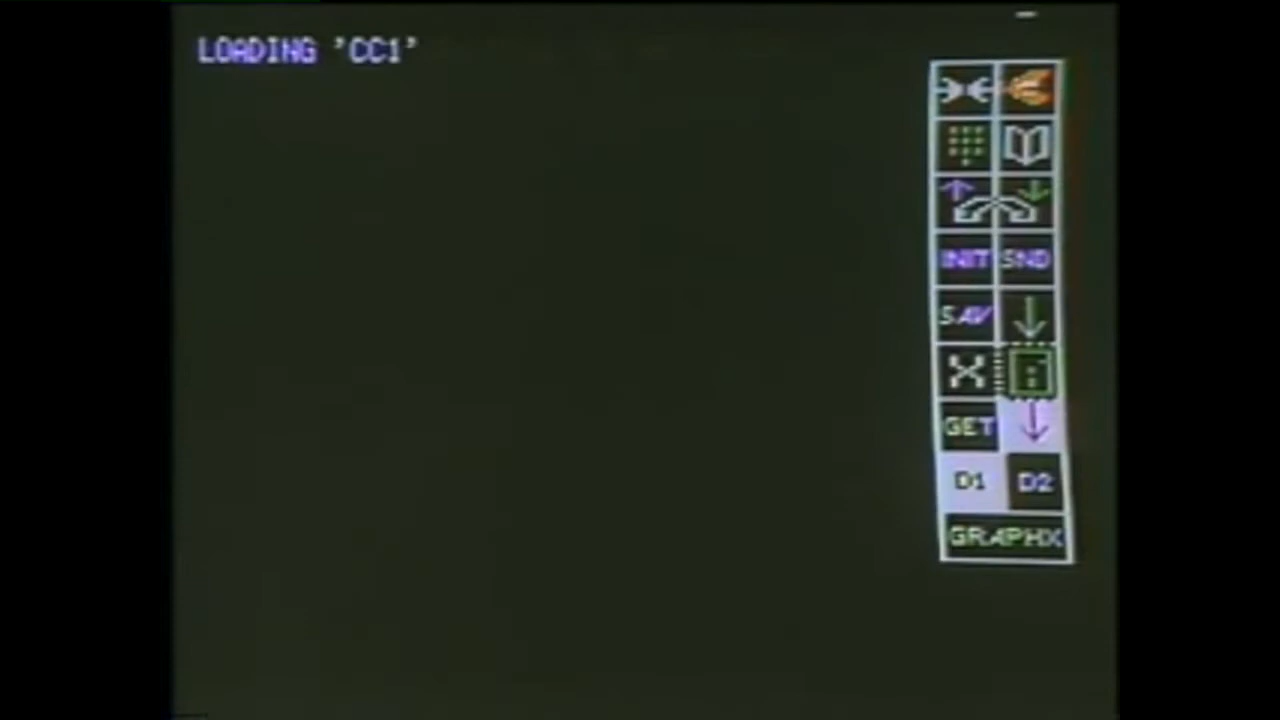 LOADING 'CC1'
INIT SND
SAV
GET
D1 D2
GRAPHX